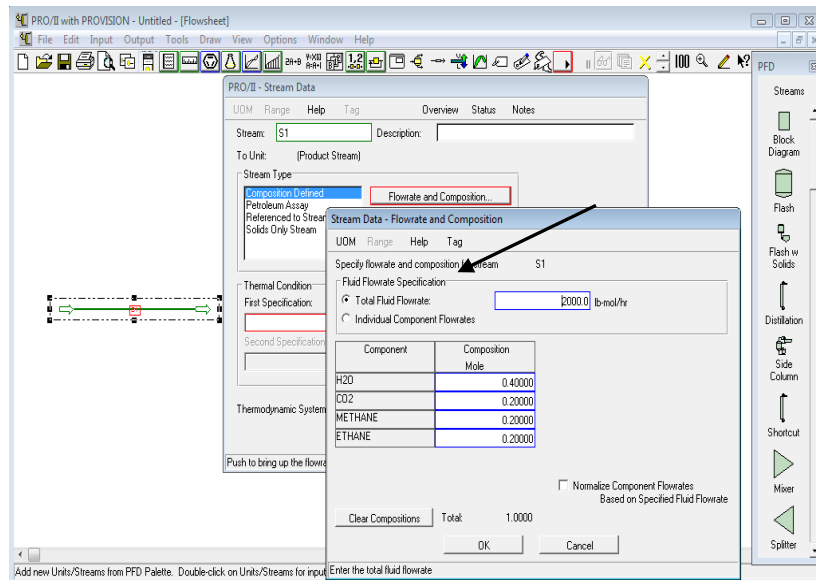 PRO/II with PROVISION - Untitled - [Flowsheet]
File Edit Input Output Tools Draw View Options Window Help
PFD
Streams
Block
Diagram
Flash
Flash w
Solids
Distillation
Side
Column
Shortcut
Mixer
Splitter
PRO/II - Stream Data
UOM Range Help Tag Overview Status Notes
Stream: S1 Description:
To Unit: (Product Stream)
Stream Type
Composition Defined
Petroleum Assay
Referenced to Stream
Solids Only Stream
Flowrate and Composition...
Thermal Condition
First Specification:
Second Specification
Thermodynamic System
Push to bring up the flowra
Stream Data - Flowrate and Composition
UOM Range Help Tag
Specify flowrate and composition stream S1
Fluid Flowrate Specification
Total Fluid Flowrate: 2000.0 lb-mol/hr
Individual Component Flowrates
Component Composition
Mole
H2O 0.40000
CO2 0.20000
METHANE 0.20000
ETHANE 0.20000
Normalize Component Flowrates
Based on Specified Fluid Flowrate
Clear Compositions Total: 1.0000
OK Cancel
Enter the total fluid flowrate
Add new Units/Streams from PFD Palette. Double-click on Units/Streams for input